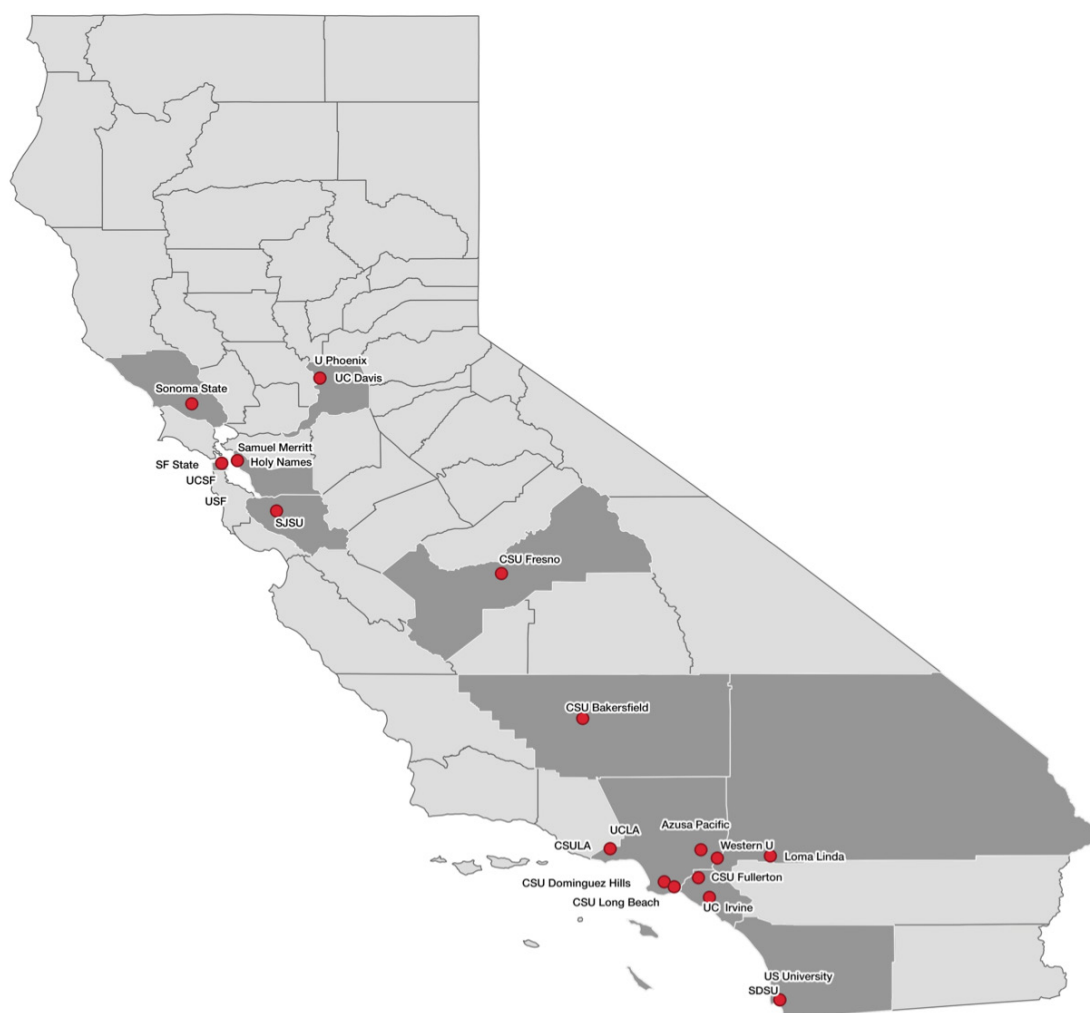 U Phoenix
UC Davis
Sonoma State
Samuel Merritt
Holy Names
SF State
UCSF
USF
SJSU
CSU Fresno
CSU Bakersfield
Azusa Pacific
UCLA
CSULA
Western U
Loma Linda
CSU Fullerton
CSU Dominguez Hills
CSU Long Beach
UC Irvine
US University
SDSU